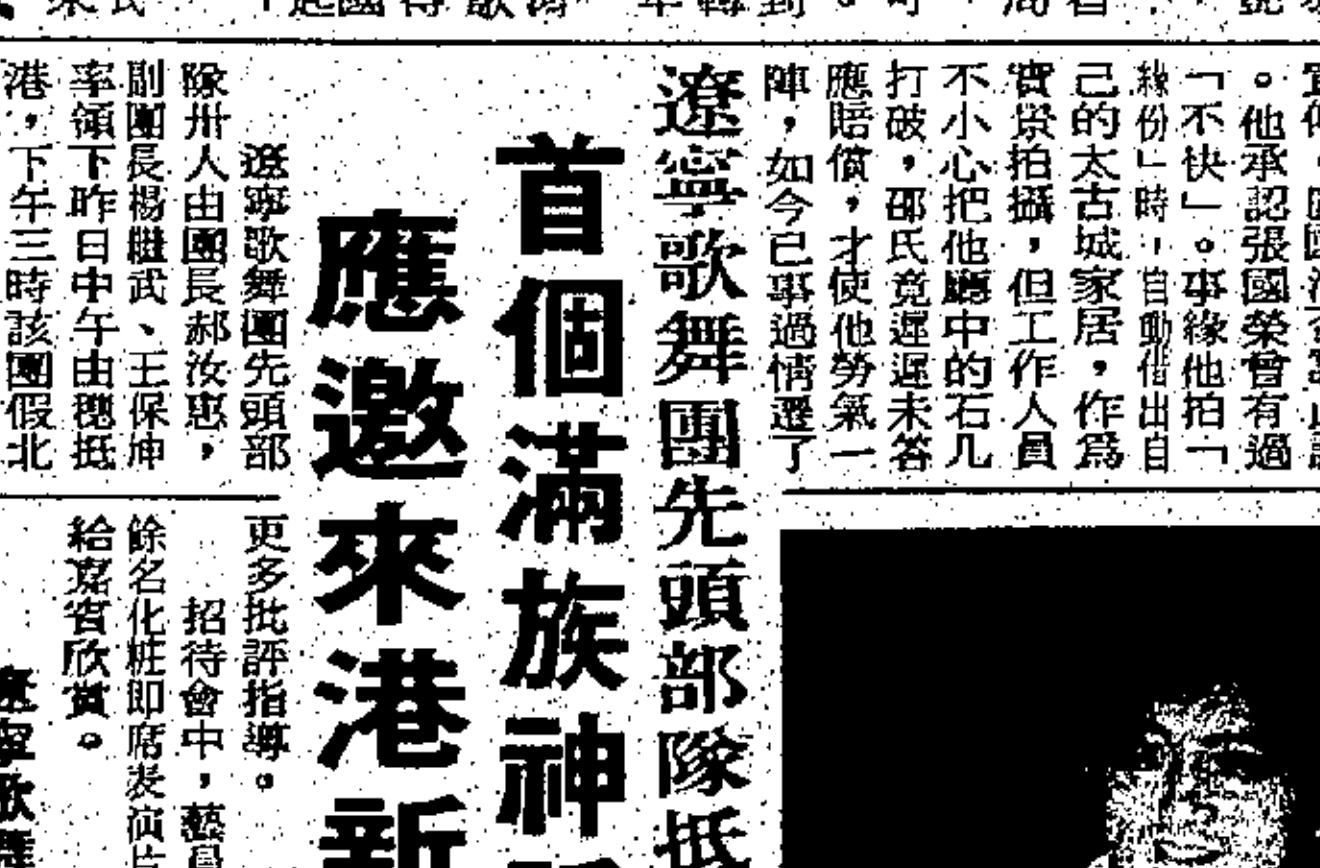 。他承認張國榮曾有過
「不快」。事緣他拍「
緣份」時,自動借出自
己的太古城家居,作爲
實景拍攝,但工作人員
不小心把他廳中的石几
打破,邵氏竟遲遲未答
應賠償,才使他勞氣一
陣,如今已事過情遷了
遼寧歌舞團先頭部隊抵
首個滿族神
應邀來港新
遼寧歌舞團先頭部
隊卅人由團長郝汝惠,
副團長楊繼武、王保坤
率領下昨日中午由穗抵
港,下午三時該團假北
更多批評指導。
招待會中,藝員
餘名化粧即席表演片
給嘉賓欣賞。
遼寧歌舞